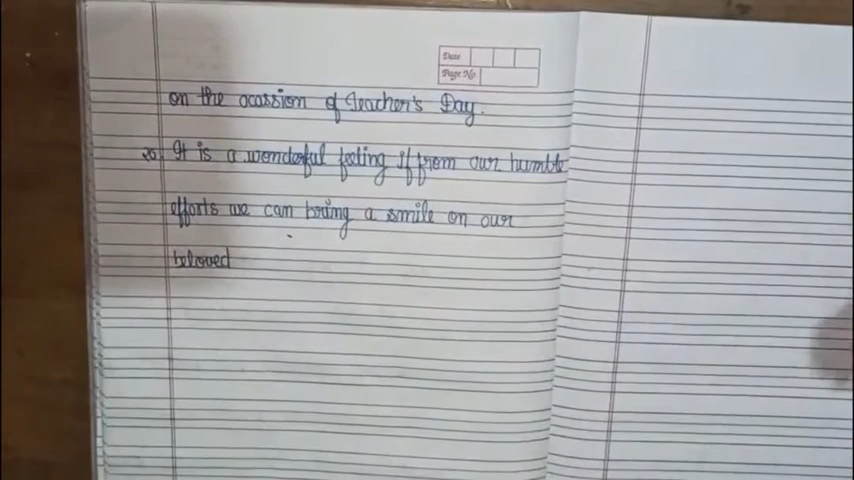 Date
Page No.
on the ocassion of Teacher's Day.
20. It is a wonderful feeling if from our humble
efforts we can bring a smile on our
beloved